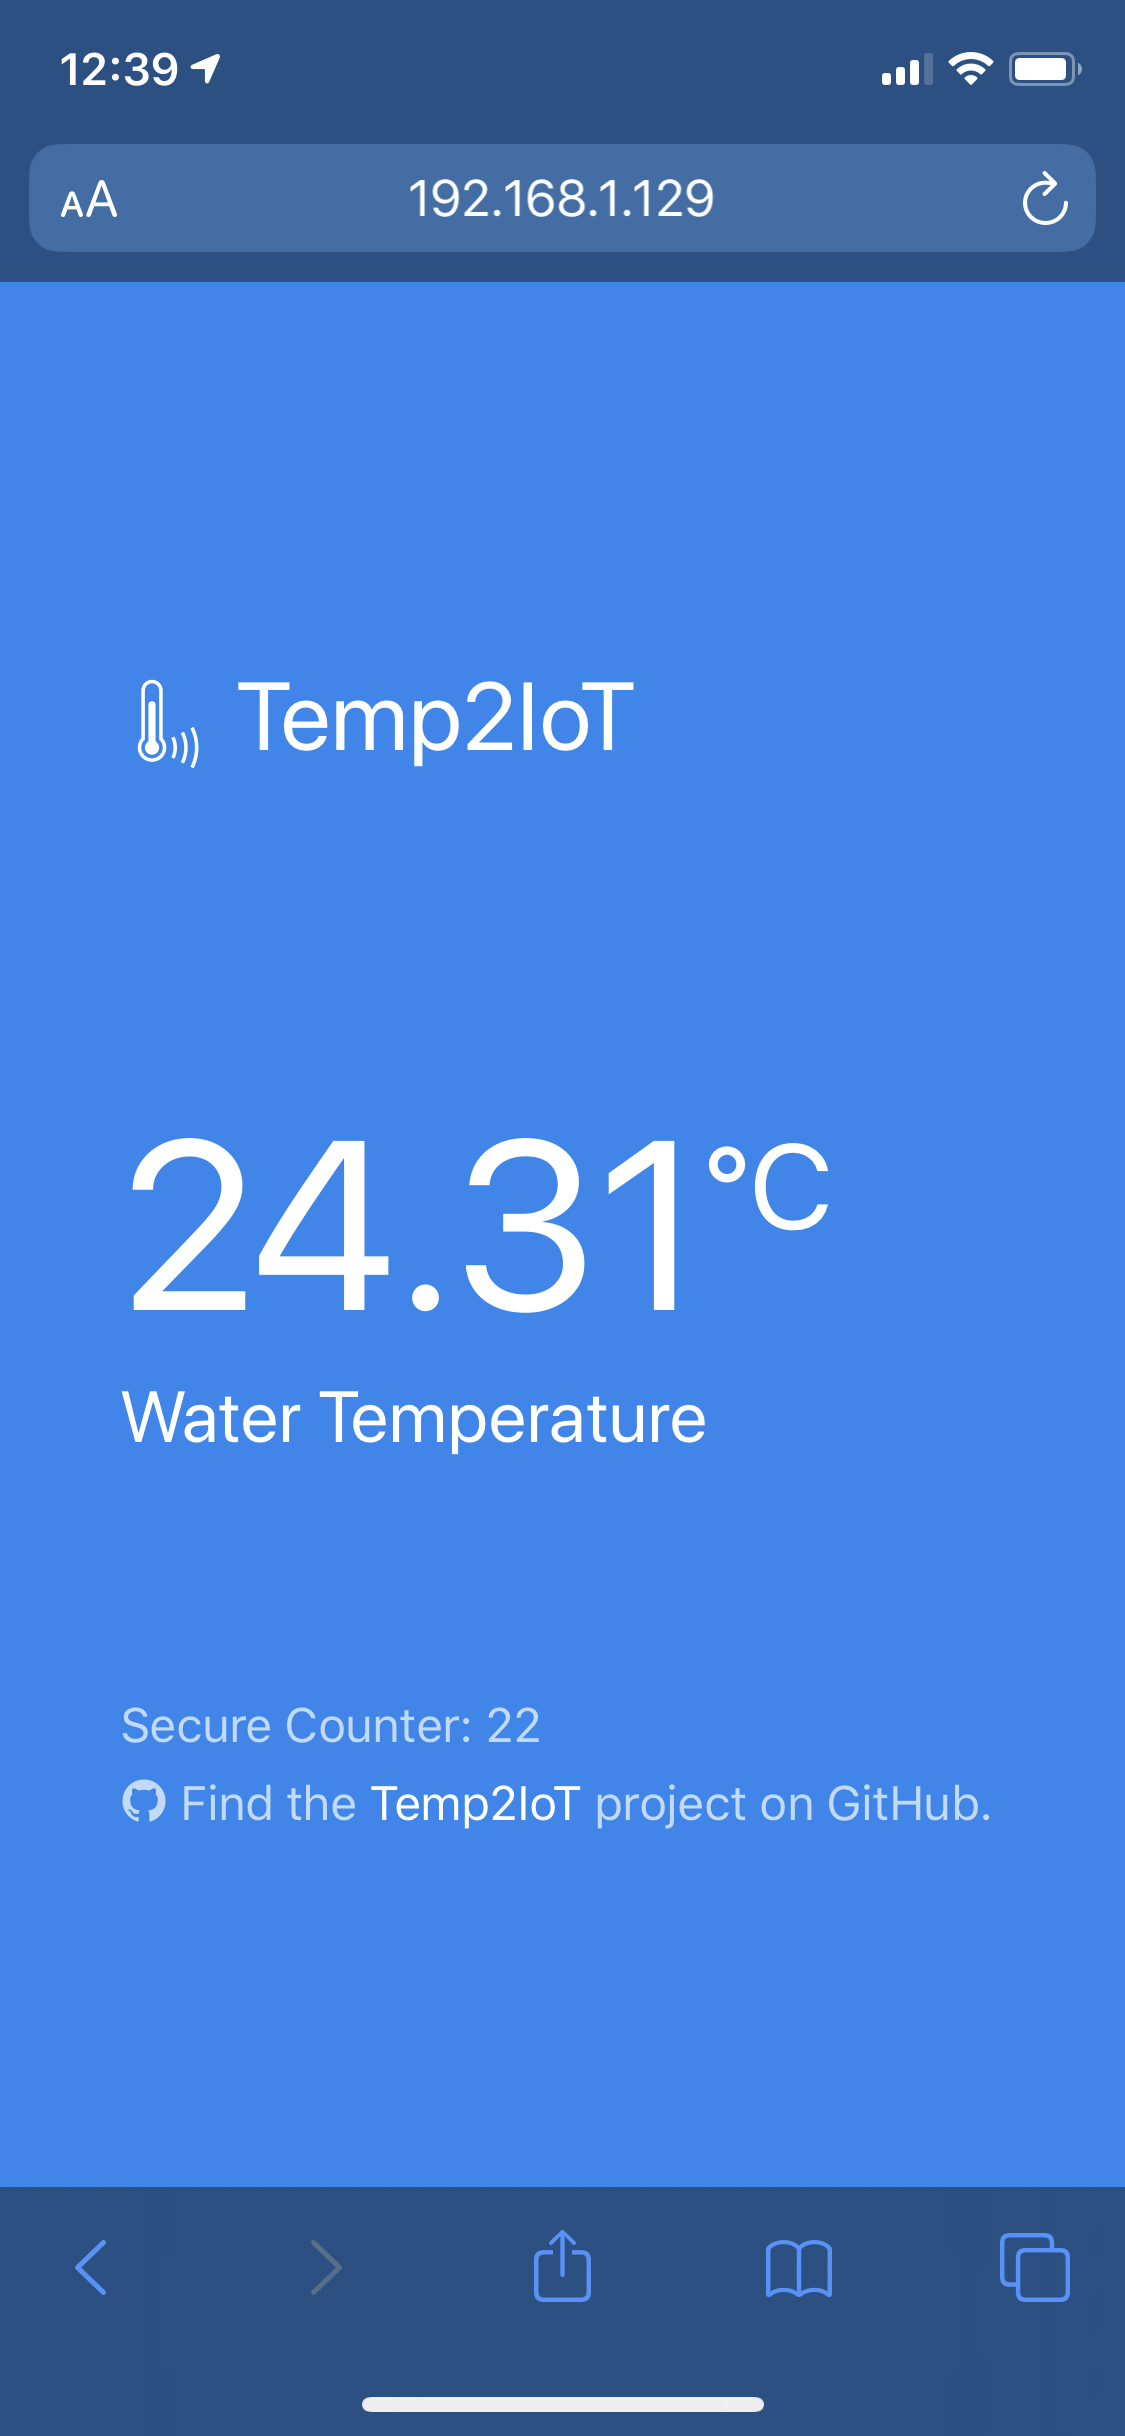 12:39
AA
192.168.1.129
Temp2IoT
24.31°C
Water Temperature
Secure Counter: 22
Find the Temp2IoT project on GitHub.